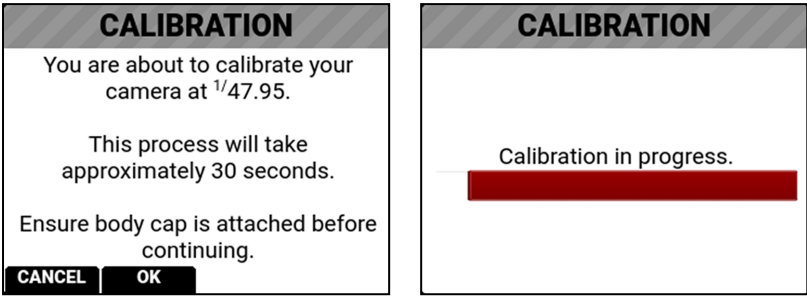 CALIBRATION
You are about to calibrate your
camera at 1/47.95.
This process will take
approximately 30 seconds.
Ensure body cap is attached before
continuing.
CANCEL OK
CALIBRATION
Calibration in progress.